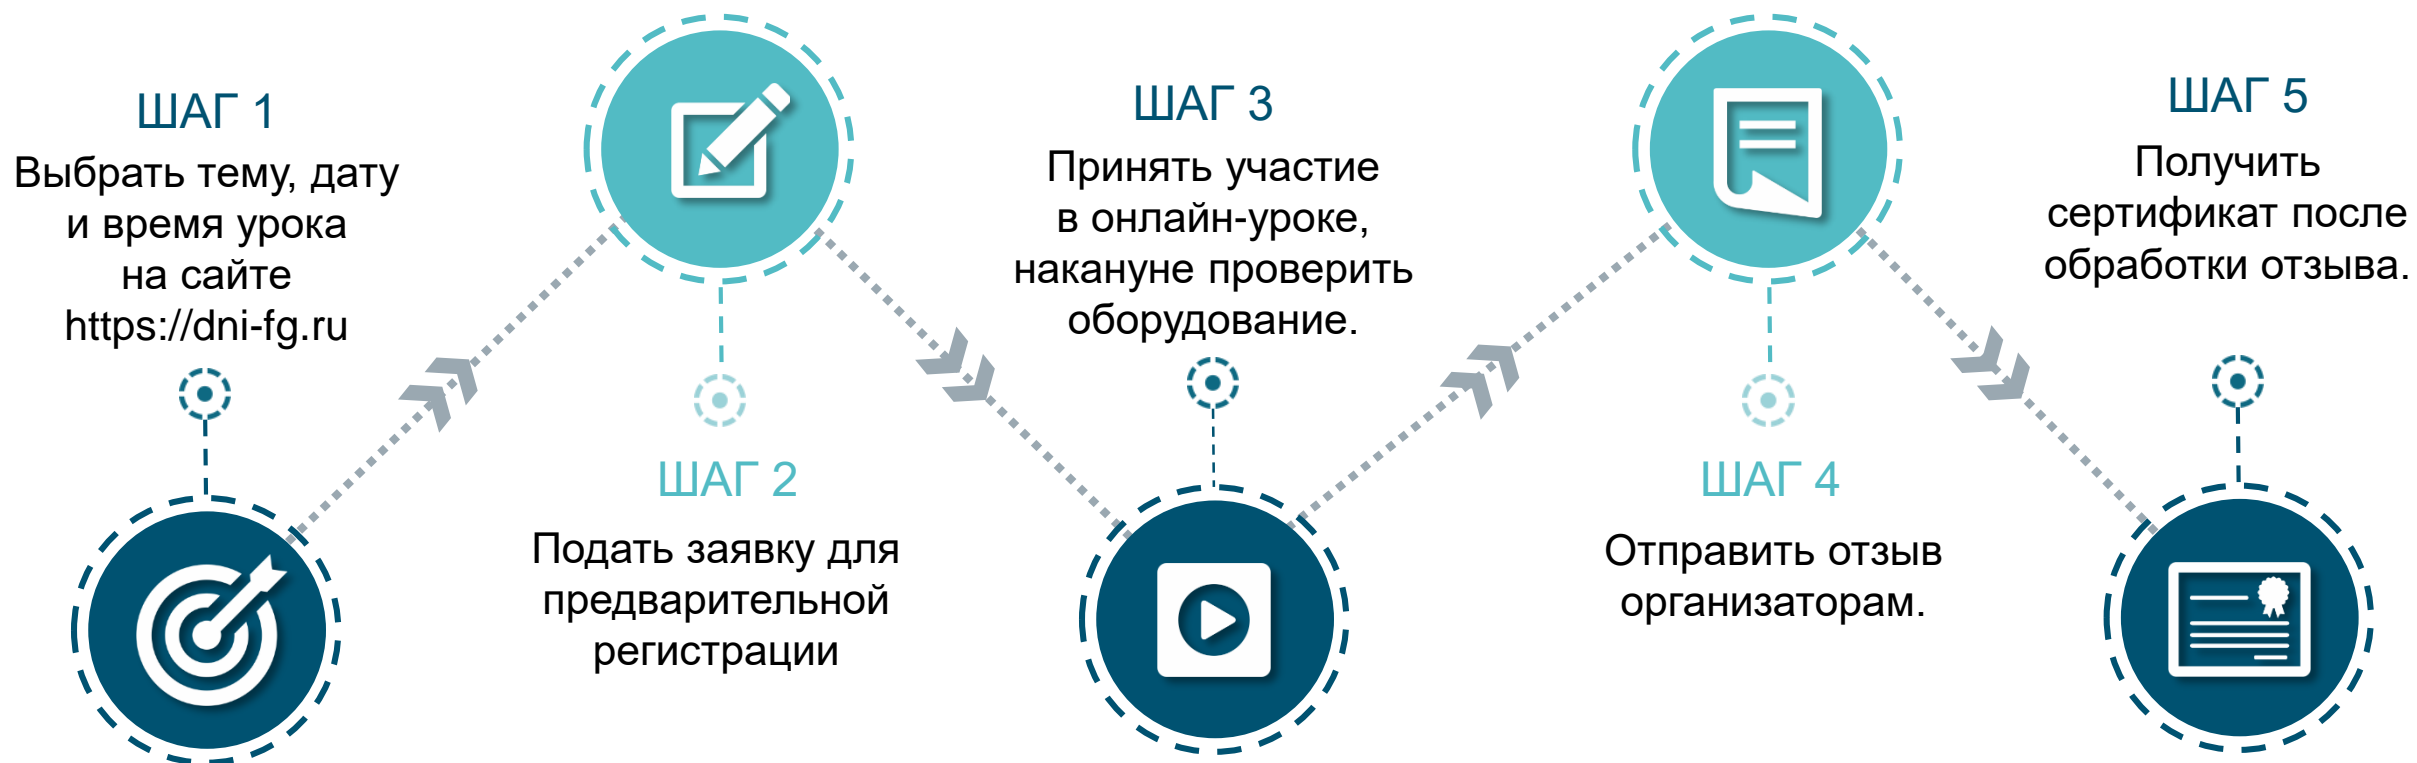 ШАГ 1
Выбрать тему, дату
и время урока
на сайте
https://dni-fg.ru
ШАГ 2
Подать заявку для
предварительной
регистрации
ШАГ 3
Принять участие
в онлайн-уроке,
накануне проверить
оборудование.
ШАГ 4
Отправить отзыв
организаторам.
ШАГ 5
Получить
сертификат после
обработки отзыва.